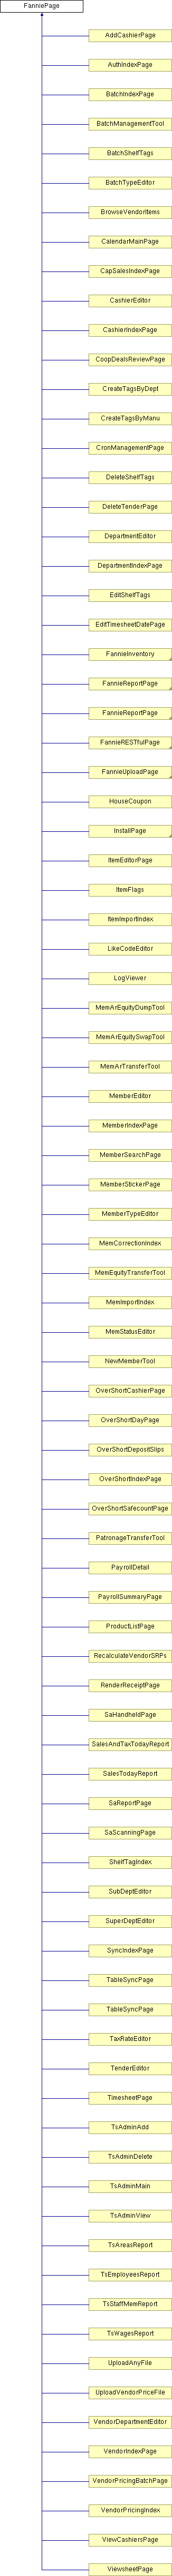 FanniePage
AddCashierPage
AuthIndexPage
BatchIndexPage
BatchManagementTool
BatchShelfTags
BatchTypeEditor
BrowseVendorItems
CalendarMainPage
CapSalesIndexPage
CashierEditor
CashierIndexPage
CoopDealsReviewPage
CreateTagsByDept
CreateTagsByManu
CronManagementPage
DeleteShelfTags
DeleteTenderPage
DepartmentEditor
DepartmentIndexPage
EditShelfTags
EditTimesheetDatePage
FannieInventory
FannieReportPage
FannieReportPage
FannieRESTfulPage
FannieUploadPage
HouseCoupon
InstallPage
ItemEditorPage
ItemFlags
ItemImportIndex
LikeCodeEditor
LogViewer
MemArEquityDumpTool
MemArEquitySwapTool
MemArTransferTool
MemberEditor
MemberIndexPage
MemberSearchPage
MemberStickerPage
MemberTypeEditor
MemCorrectionIndex
MemEquityTransferTool
MemImportIndex
MemStatusEditor
NewMemberTool
OverShortCashierPage
OverShortDayPage
OverShortDepositSlips
OverShortIndexPage
OverShortSafecountPage
PatronageTransferTool
PayrollDetail
PayrollSummaryPage
ProductListPage
RecalculateVendorSRPs
RenderReceiptPage
SaHandheldPage
SalesAndTaxTodayReport
SalesTodayReport
SaReportPage
SaScanningPage
ShelfTagIndex
SubDeptEditor
SuperDeptEditor
SyncIndexPage
TableSyncPage
TableSyncPage
TaxRateEditor
TenderEditor
TimesheetPage
TsAdminAdd
TsAdminDelete
TsAdminMain
TsAdminView
TsAreasReport
TsEmployeesReport
TsStaffMemReport
TsWagesReport
UploadAnyFile
UploadVendorPriceFile
VendorDepartmentEditor
VendorIndexPage
VendorPricingBatchPage
VendorPricingIndex
ViewCashiersPage
ViewsheetPage